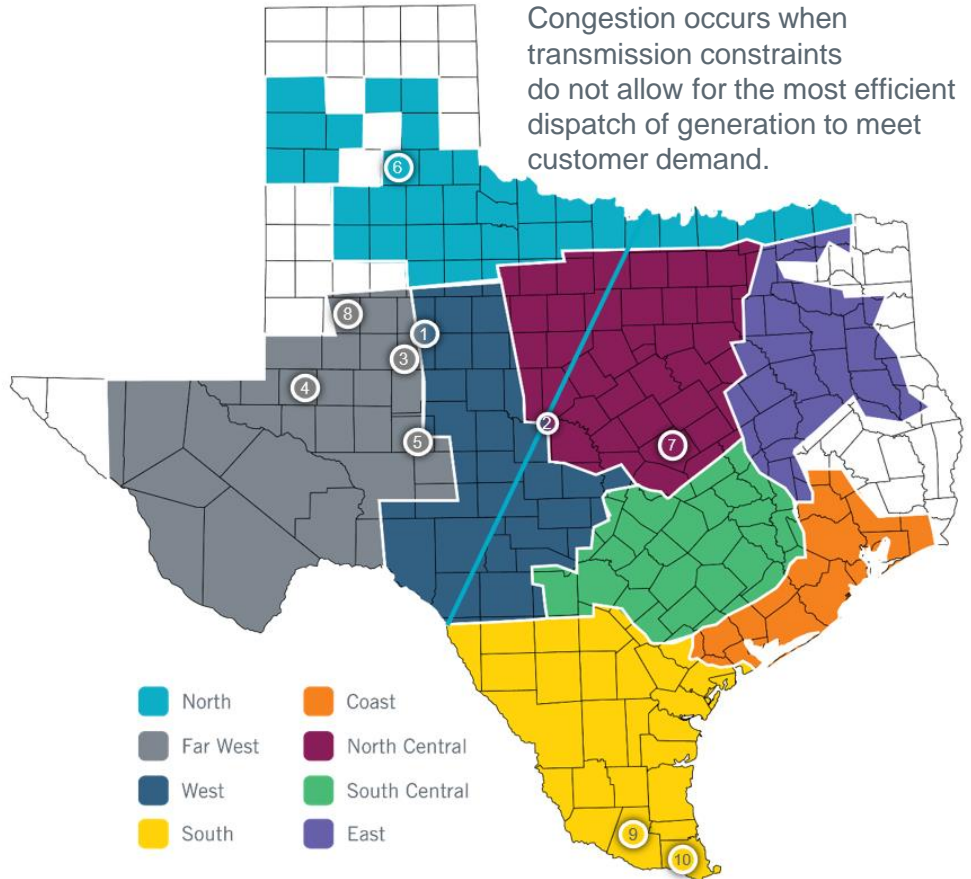 Congestion occurs when
transmission constraints
do not allow for the most efficient
dispatch of generation to meet
customer demand.
6
8
1
3
4
2
5
7
North
Coast
Far West
North Central
West
South Central
South
East
9
10